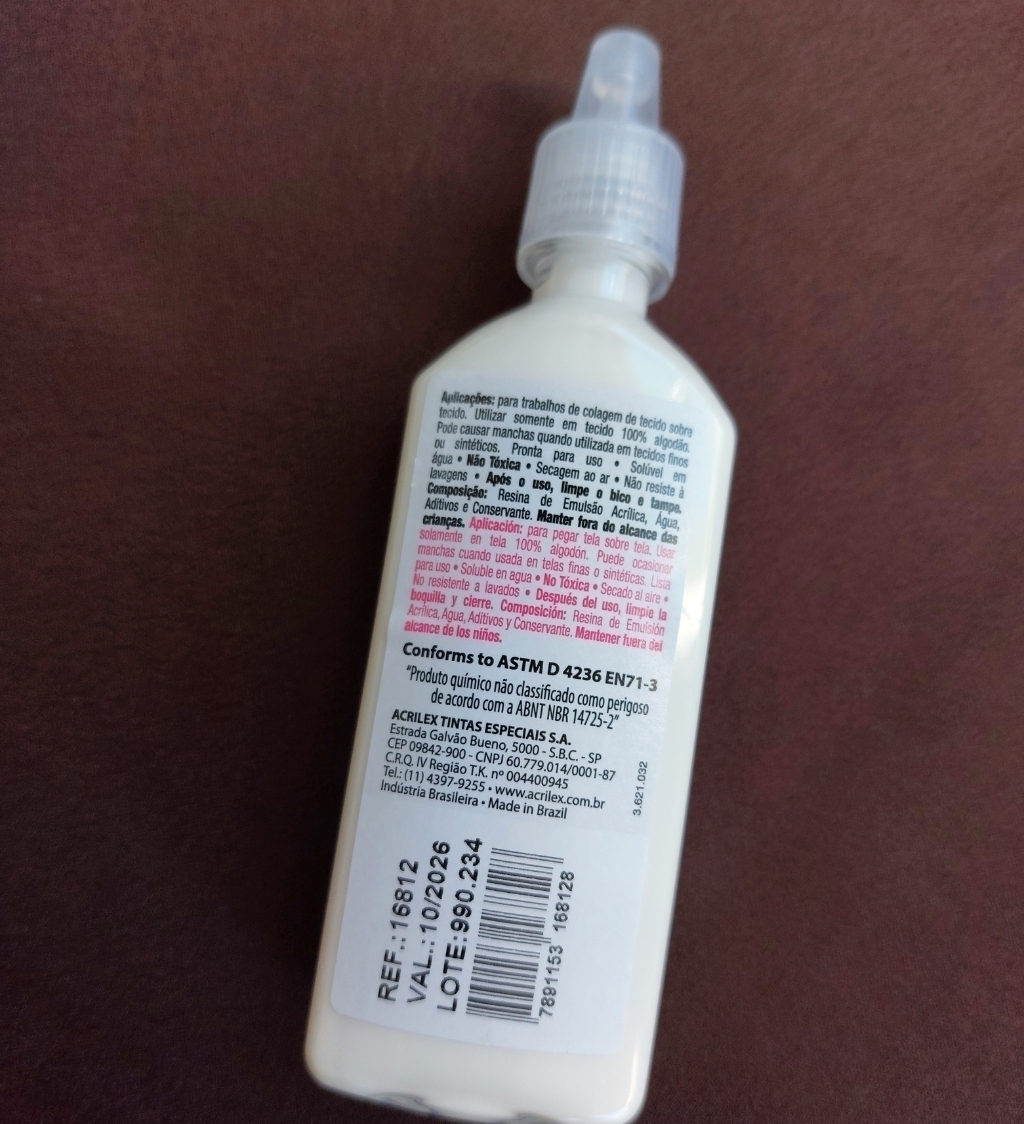 Aplicações: para trabalhos de colagem de tecido sobre
tecido. Utilizar somente em tecido 100% algodão.
Pode causar manchas quando utilizada em tecidos finos
ou sintéticos. Pronta para uso • Solúvel em
água • Não Tóxica • Secagem ao ar • Não resiste à
lavagens • Após o uso, limpe o bico e tampe.
Composição: Resina de Emulsão Acrílica, Água,
Aditivos e Conservante. Manter fora do alcance das
crianças. Aplicación: para pegar tela sobre tela. Usar
solamente en tela 100% algodón. Puede ocasionar
manchas cuando usada en telas finas o sintéticas. Lista
para uso • Soluble en agua • No Tóxica • Secado al aire •
No resistente a lavados • Después del uso, limpie la
boquilla y cierre. Composición: Resina de Emulsión
Acrílica, Agua, Aditivos y Conservante. Mantener fuera del
alcance de los niños.
Conforms to ASTM D 4236 EN71-3
"Produto químico não classificado como perigoso
de acordo com a ABNT NBR 14725-2"
ACRILEX TINTAS ESPECIAIS S.A.
Estrada Galvão Bueno, 5000 - S.B.C. - SP
CEP 09842-900 - CNPJ 60.779.014/0001-87
C.R.Q. IV Região T.K. nº 004400945
Tel.: (11) 4397-9255 • www.acrilex.com.br
Indústria Brasileira • Made in Brazil
3.621.032
REF.:16812
VAL.:10/2026
LOTE:990.234
7891153 168128